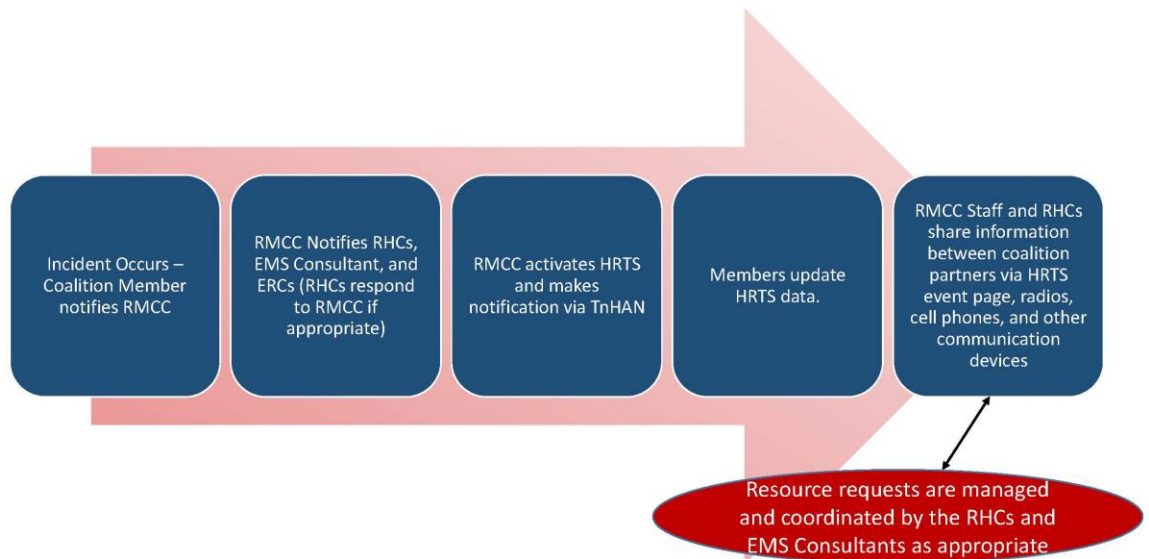 Incident Occurs –
Coalition Member
notifies RMCC
RMCC Notifies RHCs,
EMS Consultant, and
ERCs (RHCs respond
to RMCC if
appropriate)
RMCC activates HRTS
and makes
notification via TnHAN
Members update
HRTS data.
RMCC Staff and RHCs
share information
between coalition
partners via HRTS
event page, radios,
cell phones, and other
communication
devices
Resource requests are managed
and coordinated by the RHCs and
EMS Consultants as appropriate